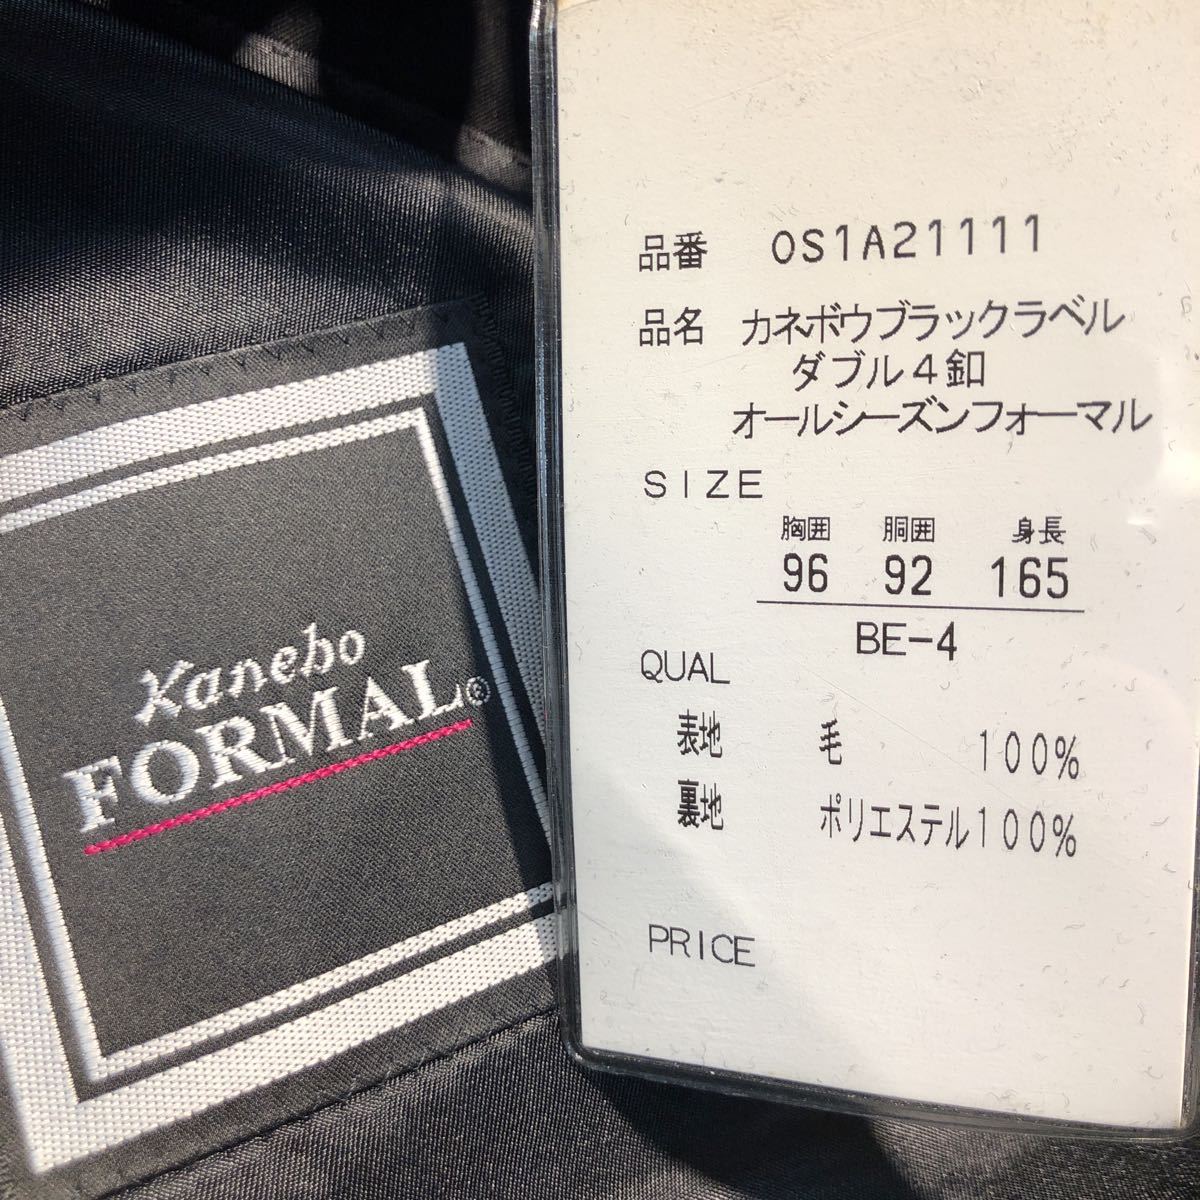 Kanebo
FORMAL®
品番 OS1A21111
品名 カネボウブラックラベル
ダブル4釦
オールシーズンフォーマル
SIZE
胸囲 胴囲 身長
96 92 165
BE-4
QUAL
表地 毛 100%
裏地 ポリエステル100%
PRICE